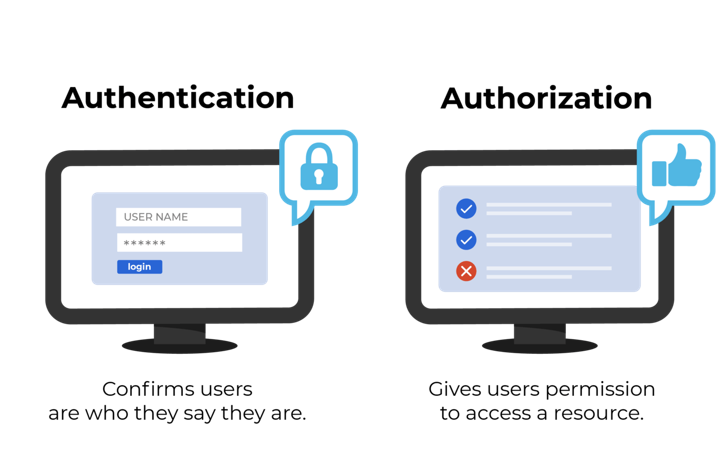 Authentication
Authorization
USER NAME
******
login
Confirms users
are who they say they are.
Gives users permission
to access a resource.